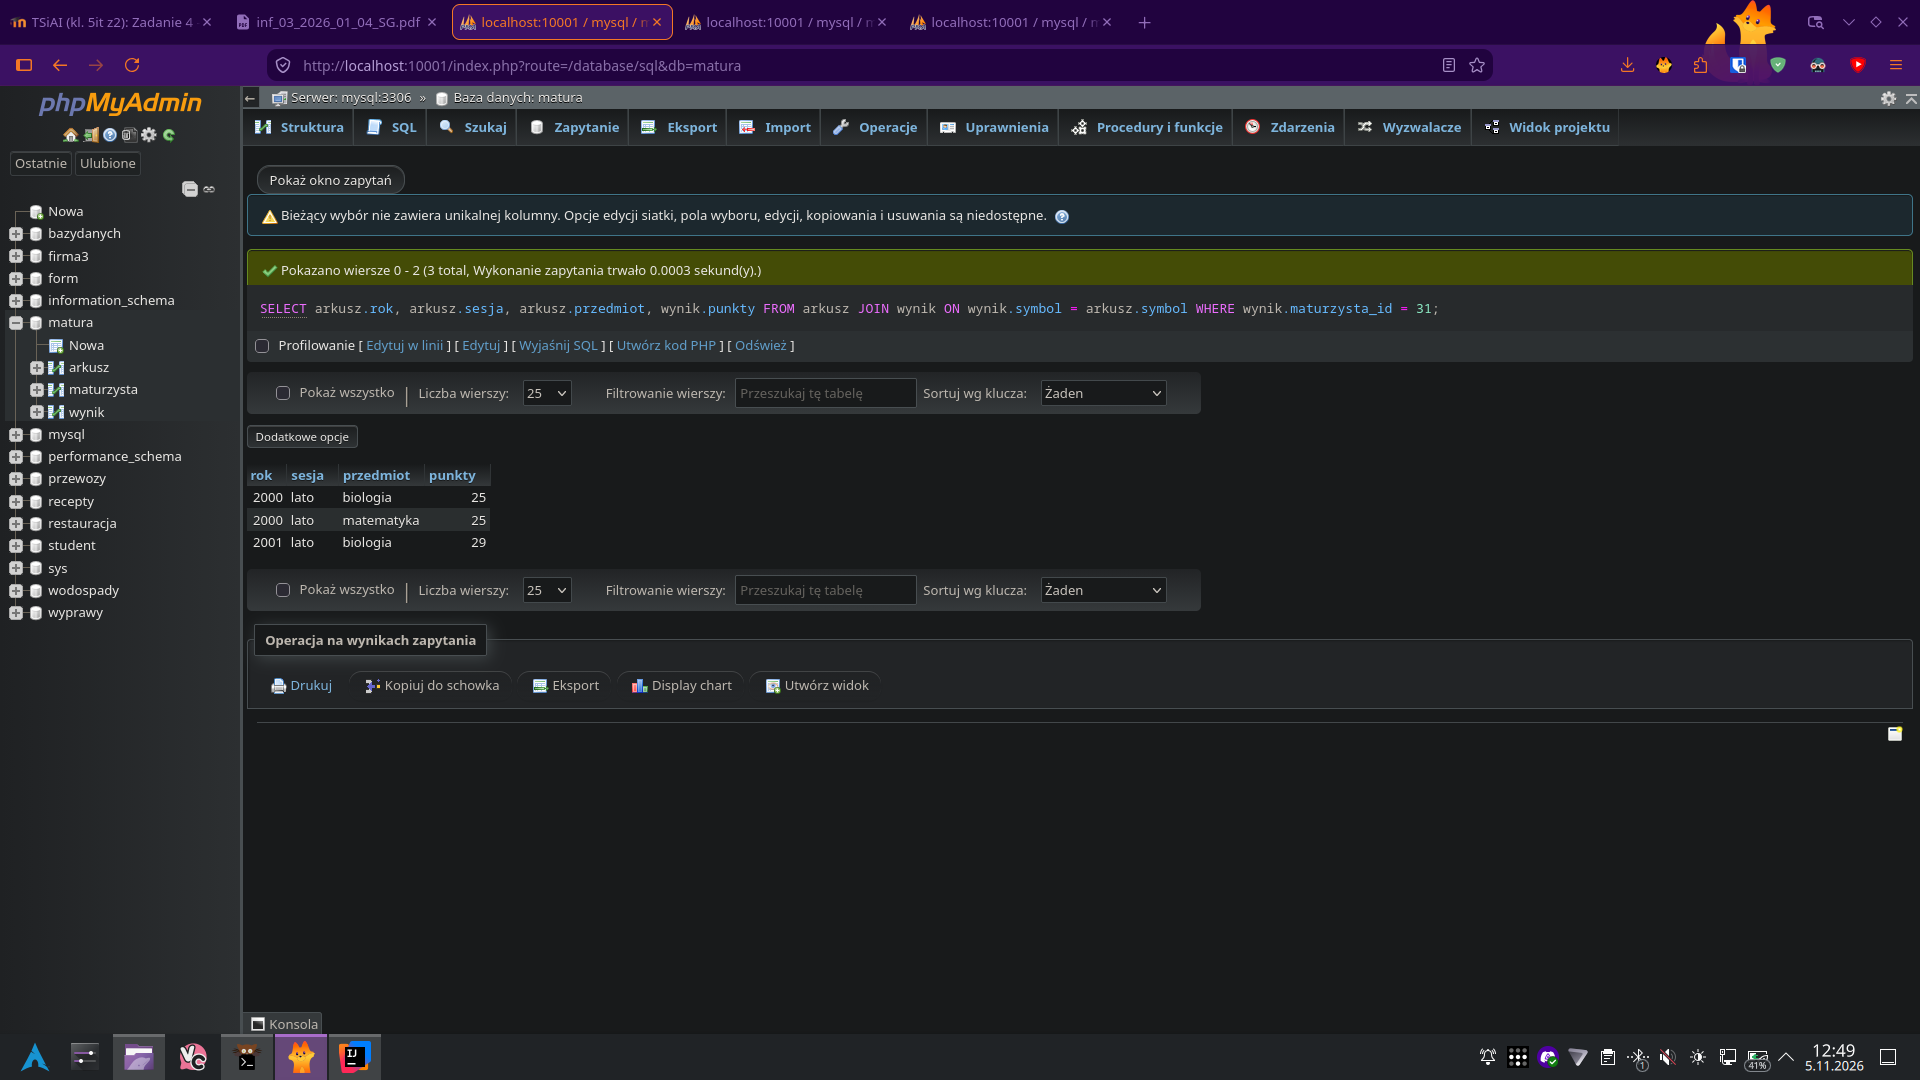 TSiAI (kl. 5it z2): Zadanie 4
inf_03_2026_01_04_SG.pdf
localhost:10001 / mysql / n
localhost:10001 / mysql / n
localhost:10001 / mysql / n
http://localhost:10001/index.php?route=/database/sql&db=matura
phpMyAdmin
Ostatnie
Ulubione
Nowa
bazydanych
firma3
form
information_schema
matura
Nowa
arkusz
maturzysta
wynik
mysql
performance_schema
przewozy
recepty
restauracja
student
sys
wodospady
wyprawy
Serwer: mysql:3306 » Baza danych: matura
Struktura
SQL
Szukaj
Zapytanie
Eksport
Import
Operacje
Uprawnienia
Procedury i funkcje
Zdarzenia
Wyzwalacze
Widok projektu
Pokaż okno zapytań
Bieżący wybór nie zawiera unikalnej kolumny. Opcje edycji siatki, pola wyboru, edycji, kopiowania i usuwania są niedostępne.
Pokazano wiersze 0 - 2 (3 total, Wykonanie zapytania trwało 0.0003 sekund(y).)
SELECT arkusz.rok, arkusz.sesja, arkusz.przedmiot, wynik.punkty FROM arkusz JOIN wynik ON wynik.symbol = arkusz.symbol WHERE wynik.maturzysta_id = 31;
Profilowanie [ Edytuj w linii ] [ Edytuj ] [ Wyjaśnij SQL ] [ Utwórz kod PHP ] [ Odśwież ]
Pokaż wszystko | Liczba wierszy: 25 Filtrowanie wierszy: Przeszukaj tę tabelę Sortuj wg klucza: Żaden
Dodatkowe opcje
rok sesja przedmiot punkty
2000 lato biologia 25
2000 lato matematyka 25
2001 lato biologia 29
Pokaż wszystko | Liczba wierszy: 25 Filtrowanie wierszy: Przeszukaj tę tabelę Sortuj wg klucza: Żaden
Operacja na wynikach zapytania
Drukuj
Kopiuj do schowka
Eksport
Display chart
Utwórz widok
Konsola
IJ
1
41%
12:49
5.11.2026